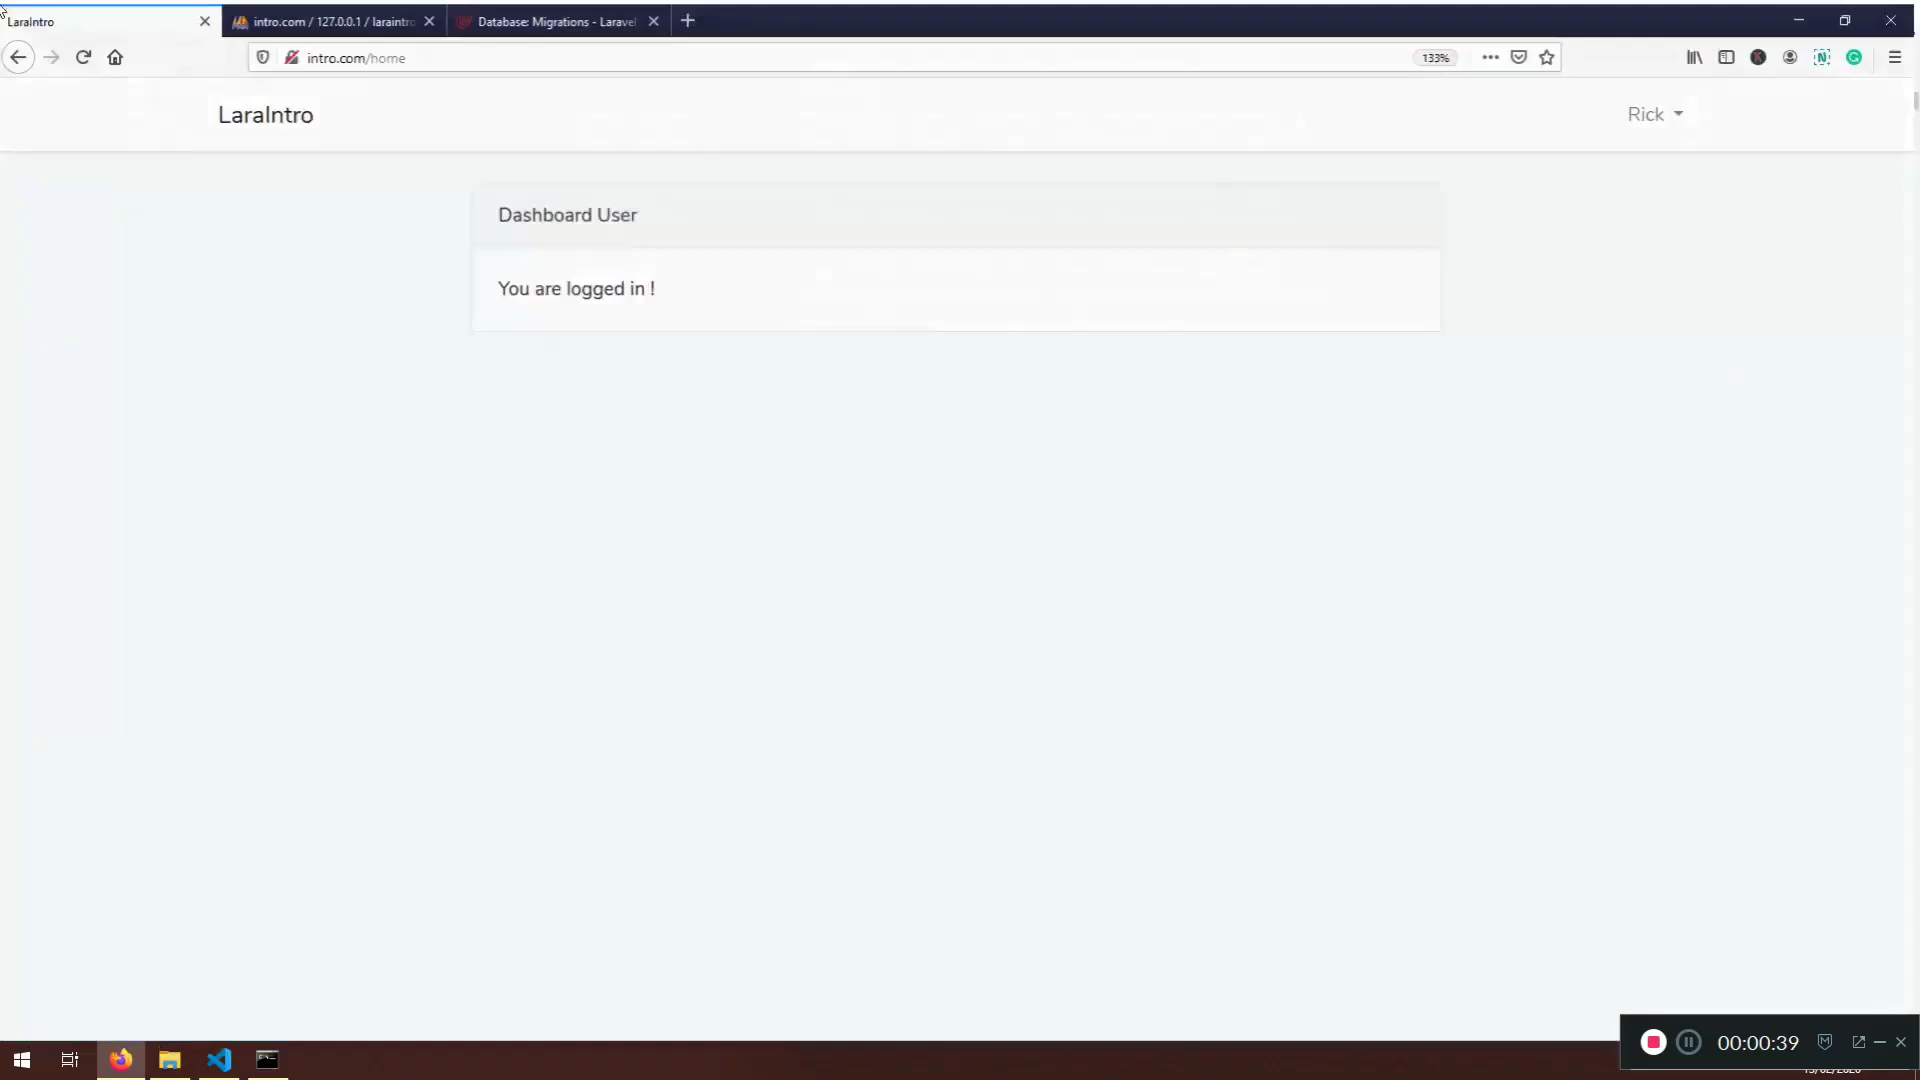 LaraIntro
intro.com / 127.0.0.1 / laraintro
Database: Migrations - Laravel
intro.com/home
133%
LaraIntro
Rick
Dashboard User
You are logged in !
00:00:39